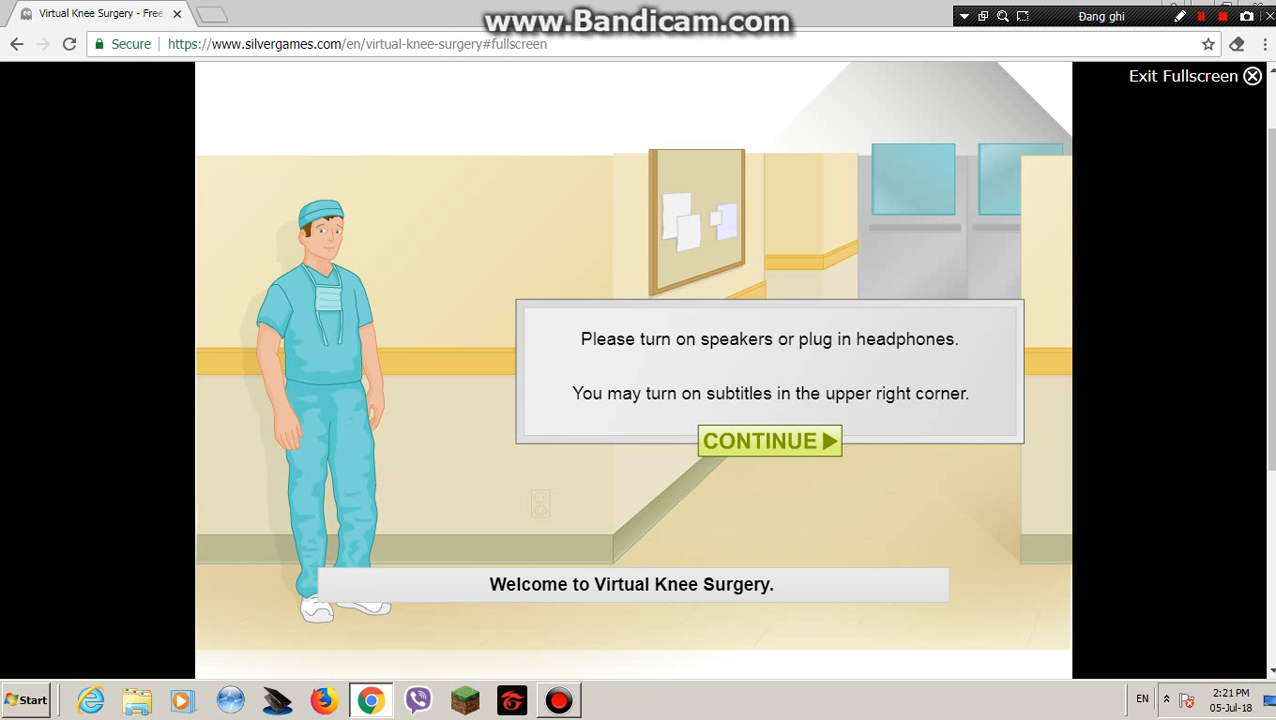 Virtual Knee Surgery - Free
www.Bandicam.com
Đang ghi
Secure
https://www.silvergames.com/en/virtual-knee-surgery#fullscreen
Exit Fullscreen
Please turn on speakers or plug in headphones.
You may turn on subtitles in the upper right corner.
CONTINUE
Welcome to Virtual Knee Surgery.
Start
EN
2:21 PM
05-Jul-18